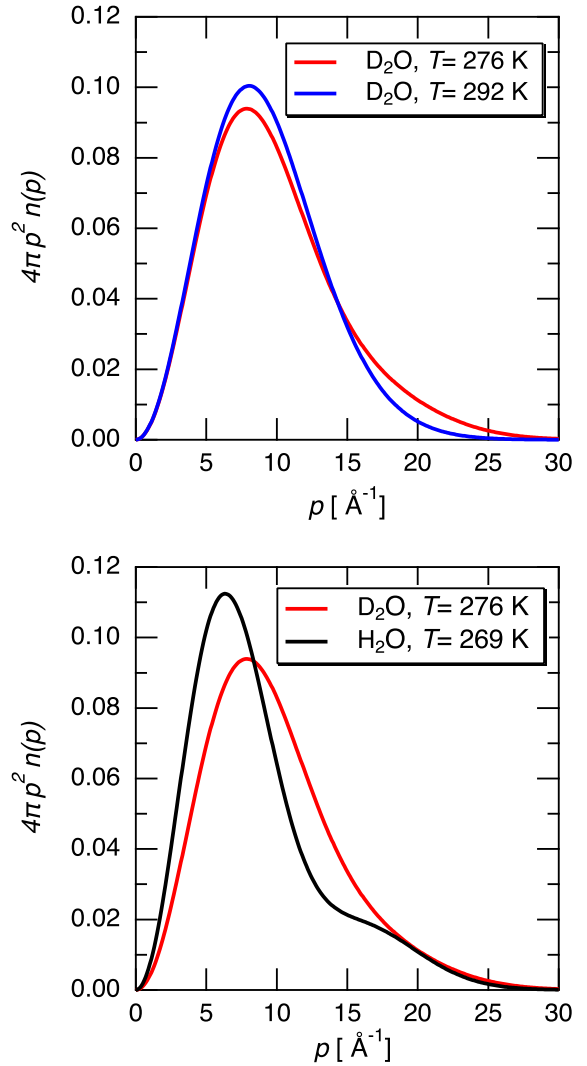 0.12
0.10
0.08
0.06
0.04
0.02
0.00
4π p² n(p)
D₂O, T= 276 K
D₂O, T= 292 K
0 5 10 15 20 25 30
p [ Å⁻¹]
0.12
0.10
0.08
0.06
0.04
0.02
0.00
4π p² n(p)
D₂O, T= 276 K
H₂O, T= 269 K
0 5 10 15 20 25 30
p [ Å⁻¹]